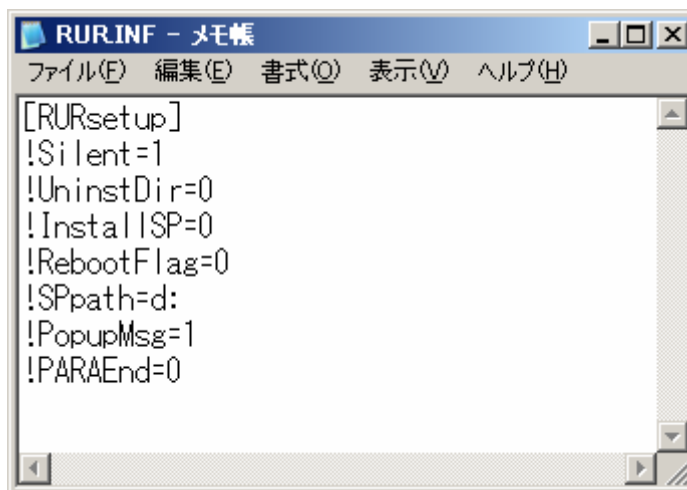 RUR.INF - メモ帳
ファイル(F) 編集(E) 書式(O) 表示(V) ヘルプ(H)
[RURsetup]
!Silent=1
!UninstDir=0
!InstallSP=0
!RebootFlag=0
!SPpath=d:
!PopupMsg=1
!PARAEnd=0